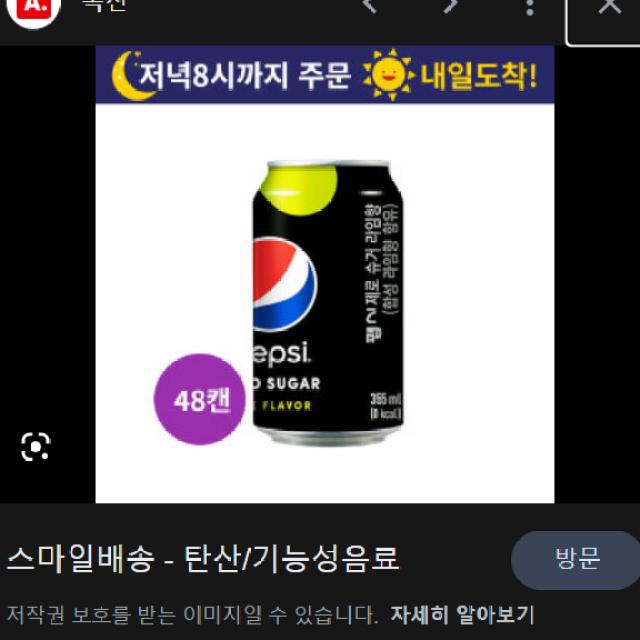 A.
옥션
저녁8시까지 주문 내일도착!
펩시제로 슈거 라임향
(합성 라임향 함유)
epsi.
O SUGAR
FLAVOR
355 ml
(0 kcal)
48캔
스마일배송 - 탄산/기능성음료
방문
저작권 보호를 받는 이미지일 수 있습니다. 자세히 알아보기